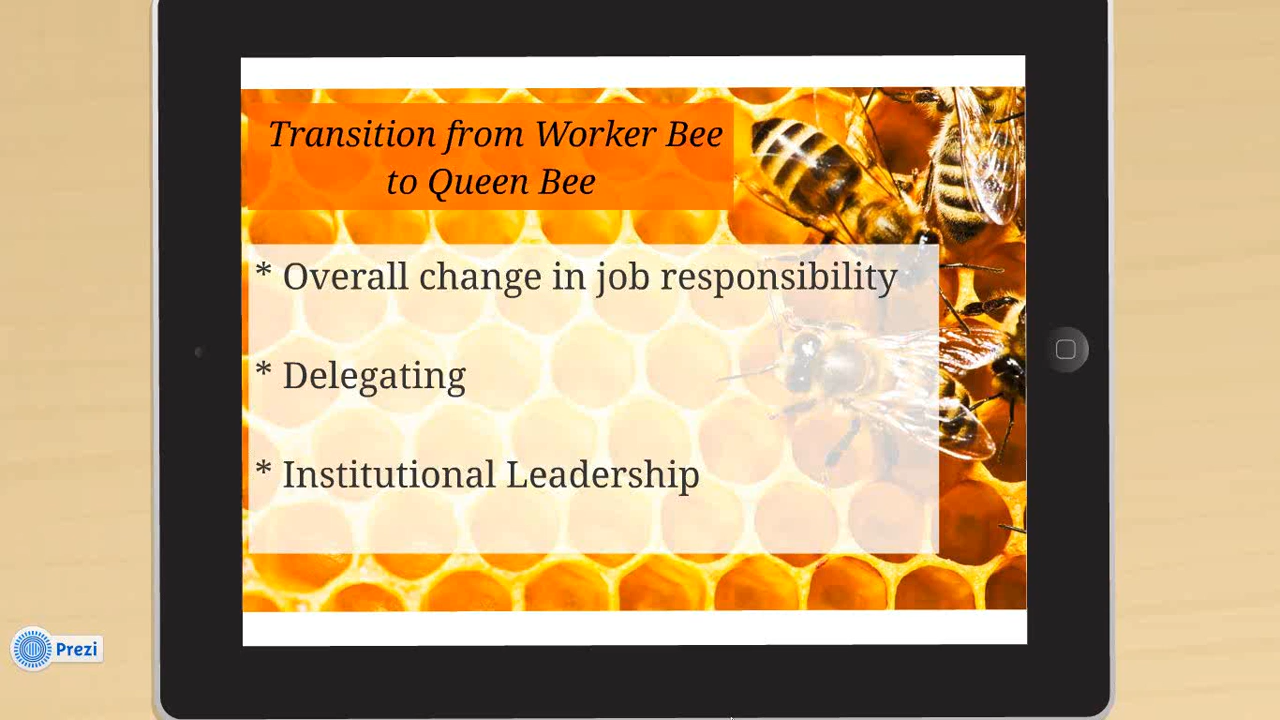 Transition from Worker Bee
to Queen Bee
* Overall change in job responsibility
* Delegating
* Institutional Leadership
Prezi